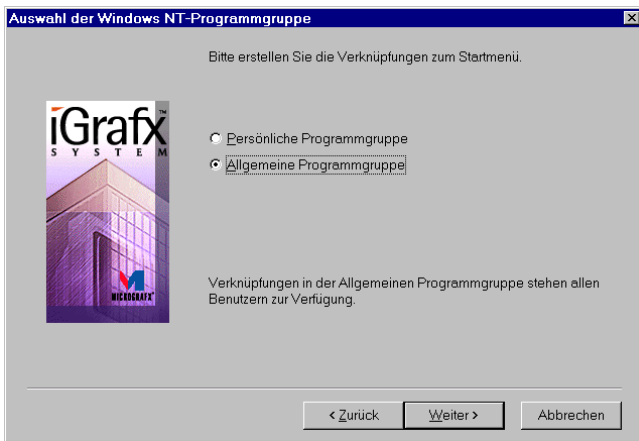 Auswahl der Windows NT-Programmgruppe
Bitte erstellen Sie die Verknüpfungen zum Startmenü.
iGrafx™
SYSTEM
Persönliche Programmgruppe
Allgemeine Programmgruppe
MICROGRAFX®
Verknüpfungen in der Allgemeinen Programmgruppe stehen allen
Benutzern zur Verfügung.
< Zurück
Weiter >
Abbrechen